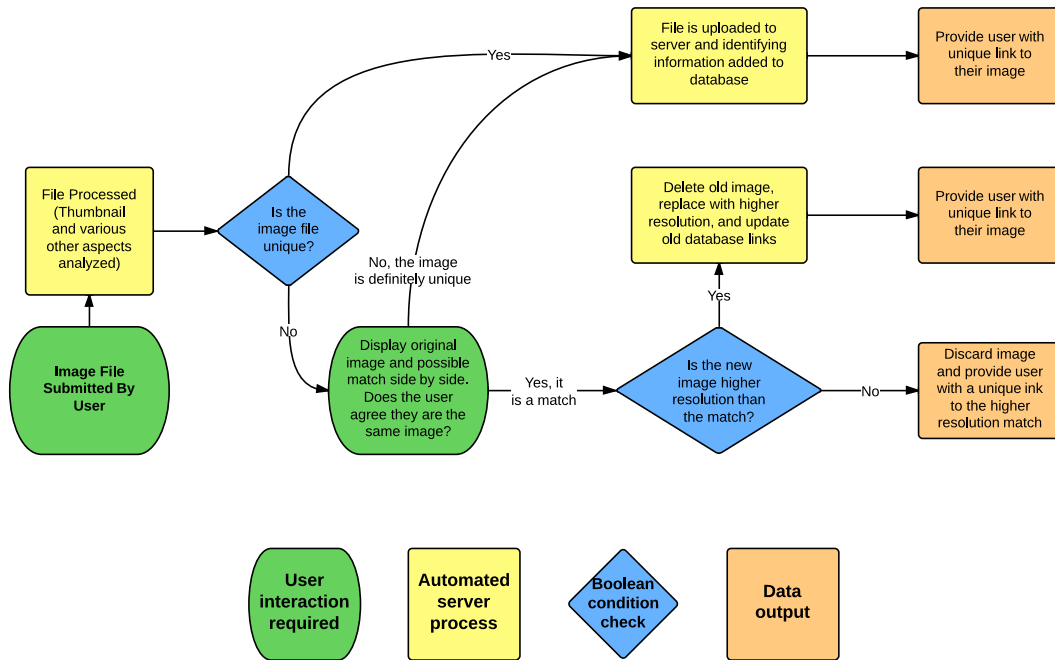 File is uploaded to
server and identifying
information added to
database
Provide user with
unique link to
their image
Yes
File Processed
(Thumbnail
and various
other aspects
analyzed)
Is the
image file
unique?
Delete old image,
replace with higher
resolution, and update
old database links
Provide user with
unique link to
their image
No, the image
is definitely unique
Yes
No
Image File
Submitted By
User
Display original
image and possible
match side by side.
Does the user
agree they are the
same image?
Yes, it
is a match
Is the new
image higher
resolution than
the match?
No
Discard image
and provide user
with a unique ink
to the higher
resolution match
User
interaction
required
Automated
server
process
Boolean
condition
check
Data
output